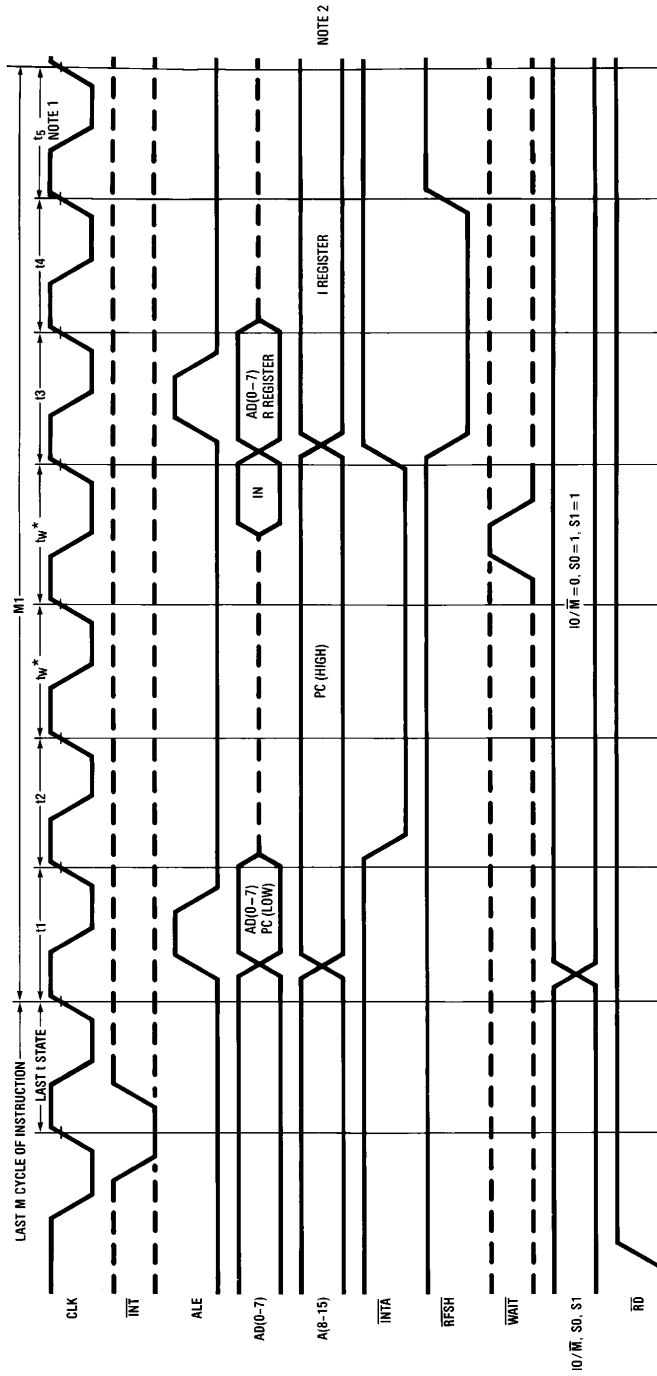 LAST M CYCLE OF INSTRUCTION
M1
LAST t STATE
t1
t2
tw*
tw*
t3
t4
t5
NOTE 1
CLK
INT
ALE
AD(0-7)
AD(0–7)
PC (LOW)
IN
AD(0–7)
R REGISTER
A(8-15)
PC (HIGH)
I REGISTER
NOTE 2
INTA
RFSH
WAIT
IO/M, S0, S1
IO/M = 0, S0 = 1, S1 = 1
RD